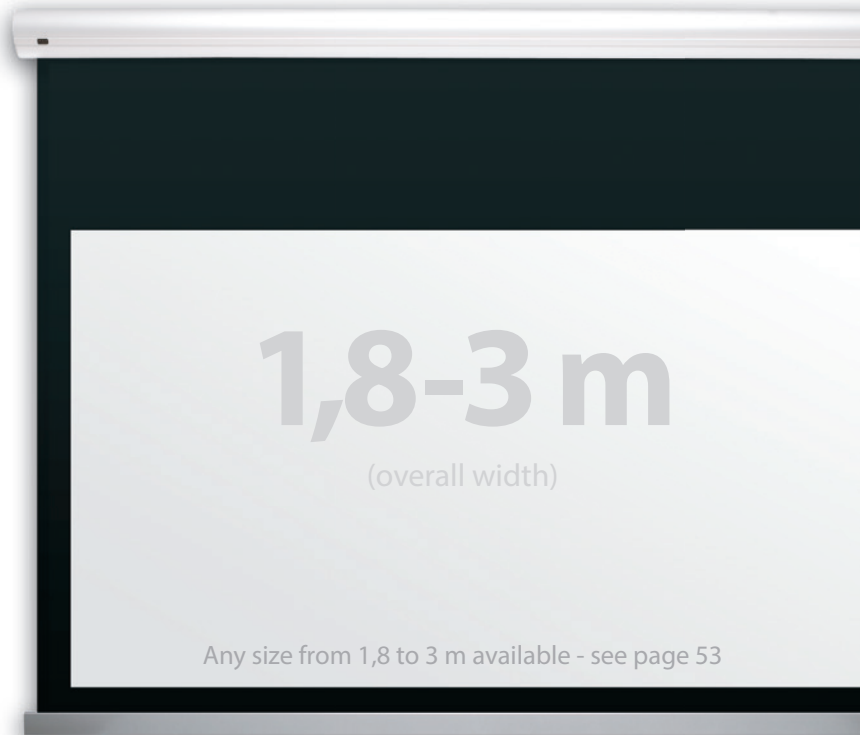 1,8-3 m
(overall width)
Any size from 1,8 to 3 m available - see page 53